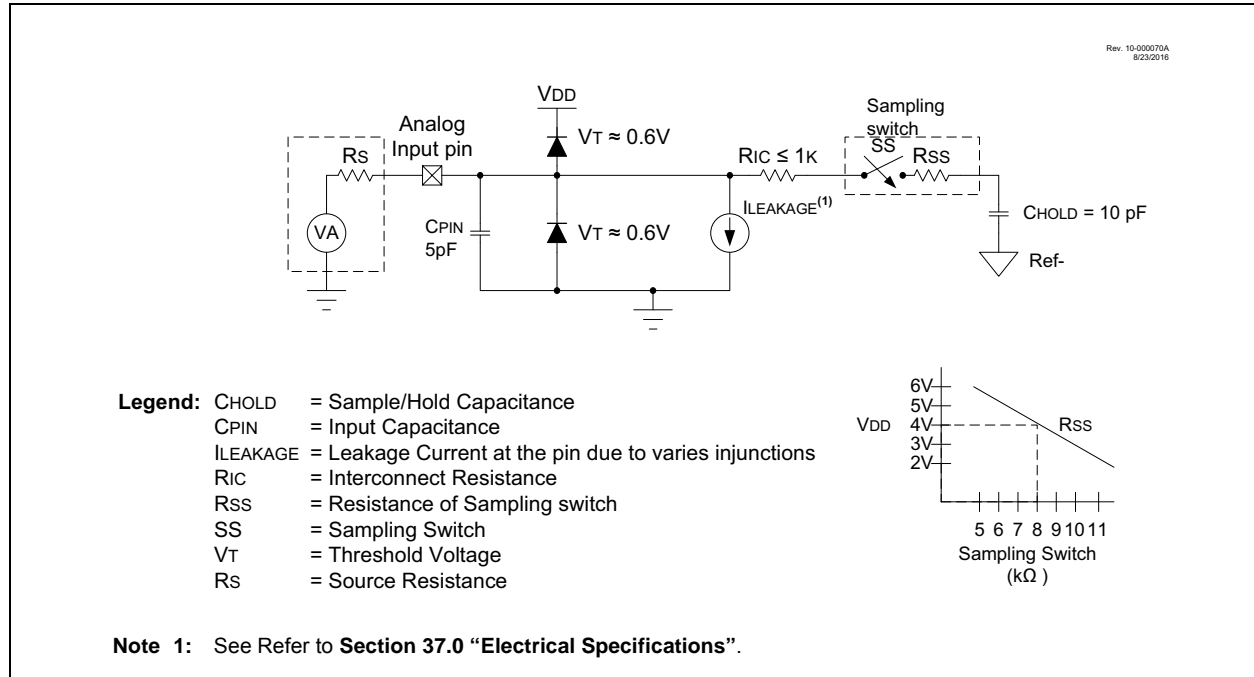 Rev. 10-000070A
8/23/2016
VDD
Sampling
switch
Analog
Input pin
VT ≈ 0.6V
RS
RIC ≤ 1K
SS
RSS
ILEAKAGE(1)
CHOLD = 10 pF
VA
CPIN
5pF
VT ≈ 0.6V
Ref-
Legend: CHOLD = Sample/Hold Capacitance
CPIN = Input Capacitance
ILEAKAGE = Leakage Current at the pin due to varies injunctions
RIC = Interconnect Resistance
RSS = Resistance of Sampling switch
SS = Sampling Switch
VT = Threshold Voltage
RS = Source Resistance
6V
5V
VDD 4V RSS
3V
2V
5 6 7 8 9 10 11
Sampling Switch
(kΩ )
Note 1: See Refer to Section 37.0 “Electrical Specifications”.